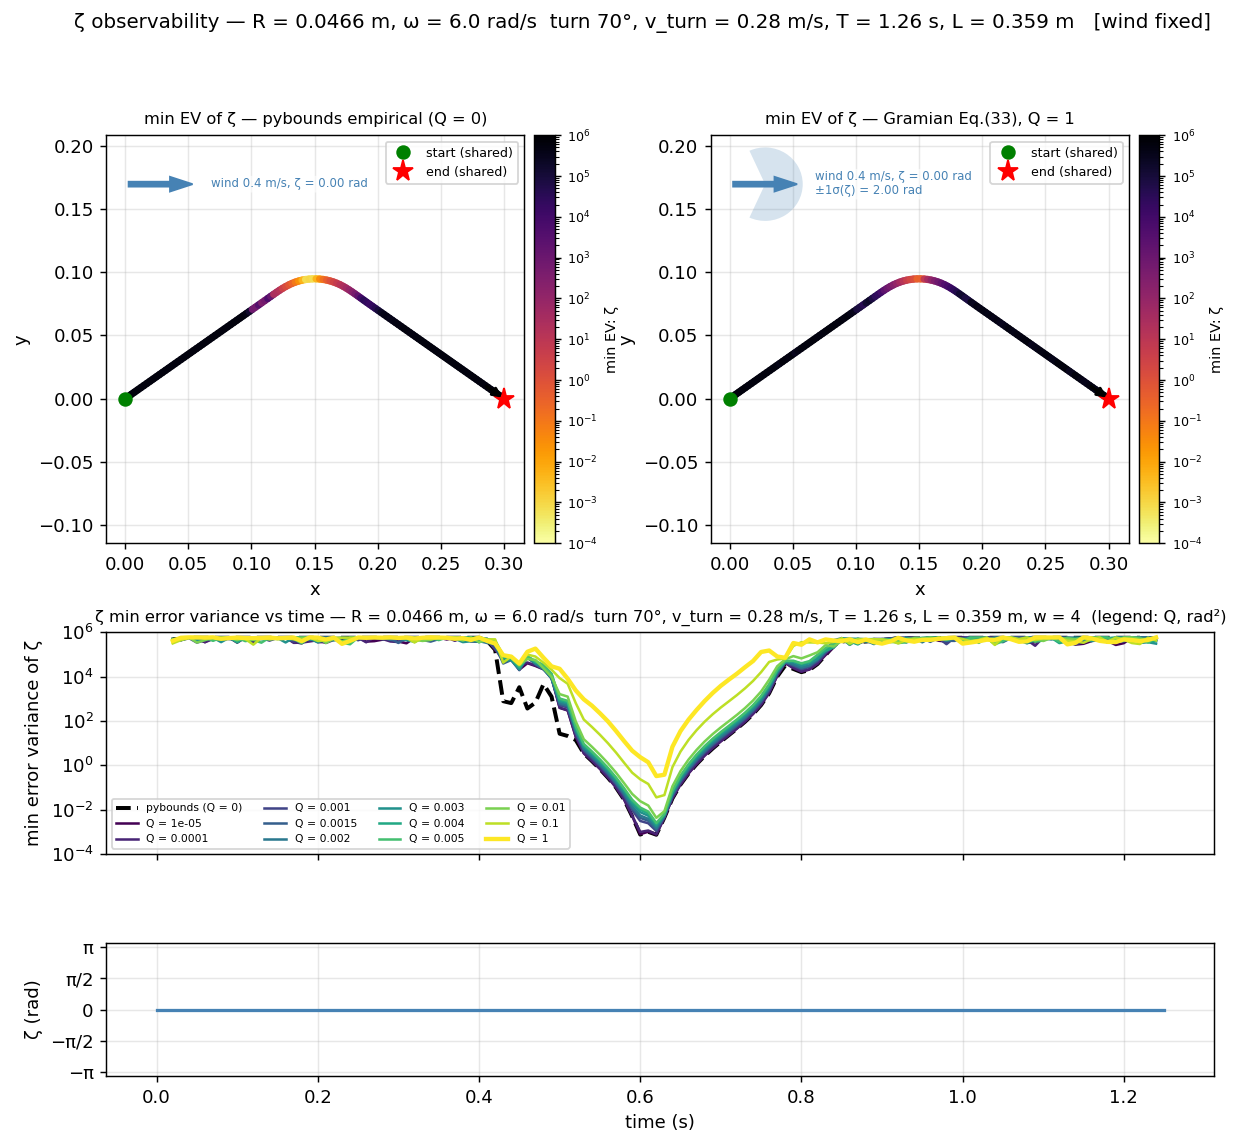 ζ observability — R = 0.0466 m, ω = 6.0 rad/s  turn 70°, v_turn = 0.28 m/s, T = 1.26 s, L = 0.359 m   [wind fixed]
min EV of ζ — pybounds empirical (Q = 0)
0.20
0.15
0.10
0.05
0.00
−0.05
−0.10
y
start (shared)
end (shared)
wind 0.4 m/s, ζ = 0.00 rad
0.00 0.05 0.10 0.15 0.20 0.25 0.30
x
10⁶
10⁵
10⁴
10³
10²
10¹
10⁰
10⁻¹
10⁻²
10⁻³
10⁻⁴
min EV: ζ
min EV of ζ — Gramian Eq.(33), Q = 1
0.20
0.15
0.10
0.05
0.00
−0.05
−0.10
y
start (shared)
end (shared)
wind 0.4 m/s, ζ = 0.00 rad
±1σ(ζ) = 2.00 rad
0.00 0.05 0.10 0.15 0.20 0.25 0.30
x
10⁶
10⁵
10⁴
10³
10²
10¹
10⁰
10⁻¹
10⁻²
10⁻³
10⁻⁴
min EV: ζ
ζ min error variance vs time — R = 0.0466 m, ω = 6.0 rad/s  turn 70°, v_turn = 0.28 m/s, T = 1.26 s, L = 0.359 m, w = 4  (legend: Q, rad²)
10⁶
10⁴
10²
10⁰
10⁻²
10⁻⁴
min error variance of ζ
pybounds (Q = 0)
Q = 1e-05
Q = 0.0001
Q = 0.001
Q = 0.0015
Q = 0.002
Q = 0.003
Q = 0.004
Q = 0.005
Q = 0.01
Q = 0.1
Q = 1
π
π/2
0
−π/2
−π
ζ (rad)
0.0 0.2 0.4 0.6 0.8 1.0 1.2
time (s)